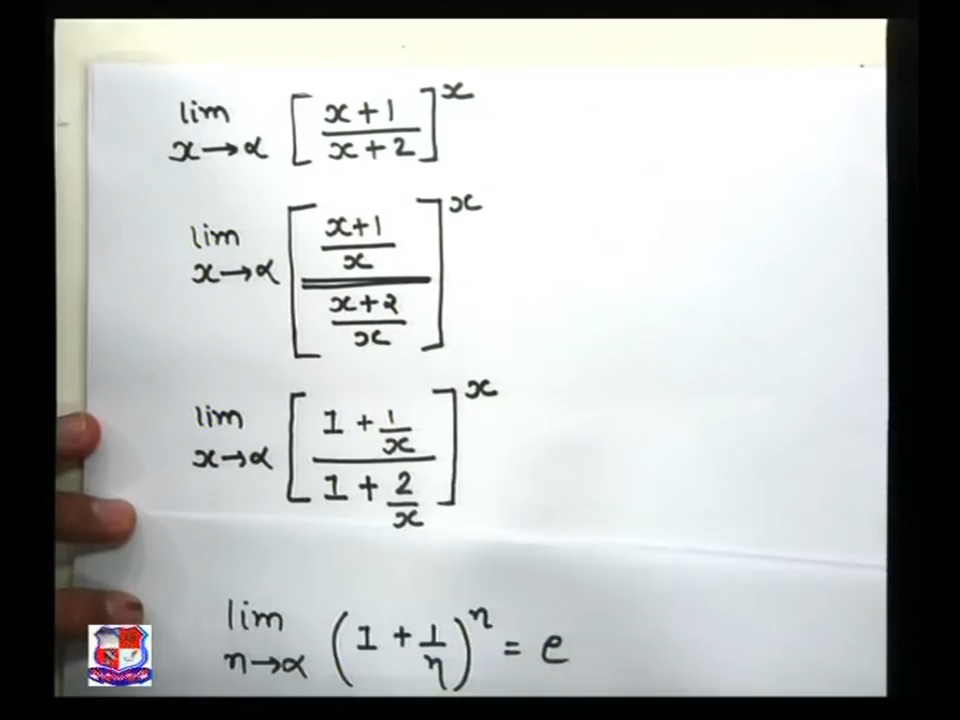 lim x→α [ (x+1)/(x+2) ]^x
lim x→α [ ((x+1)/x) / ((x+2)/x) ]^x
lim x→α [ (1 + 1/x) / (1 + 2/x) ]^x
lim n→α (1 + 1/n)^n = e